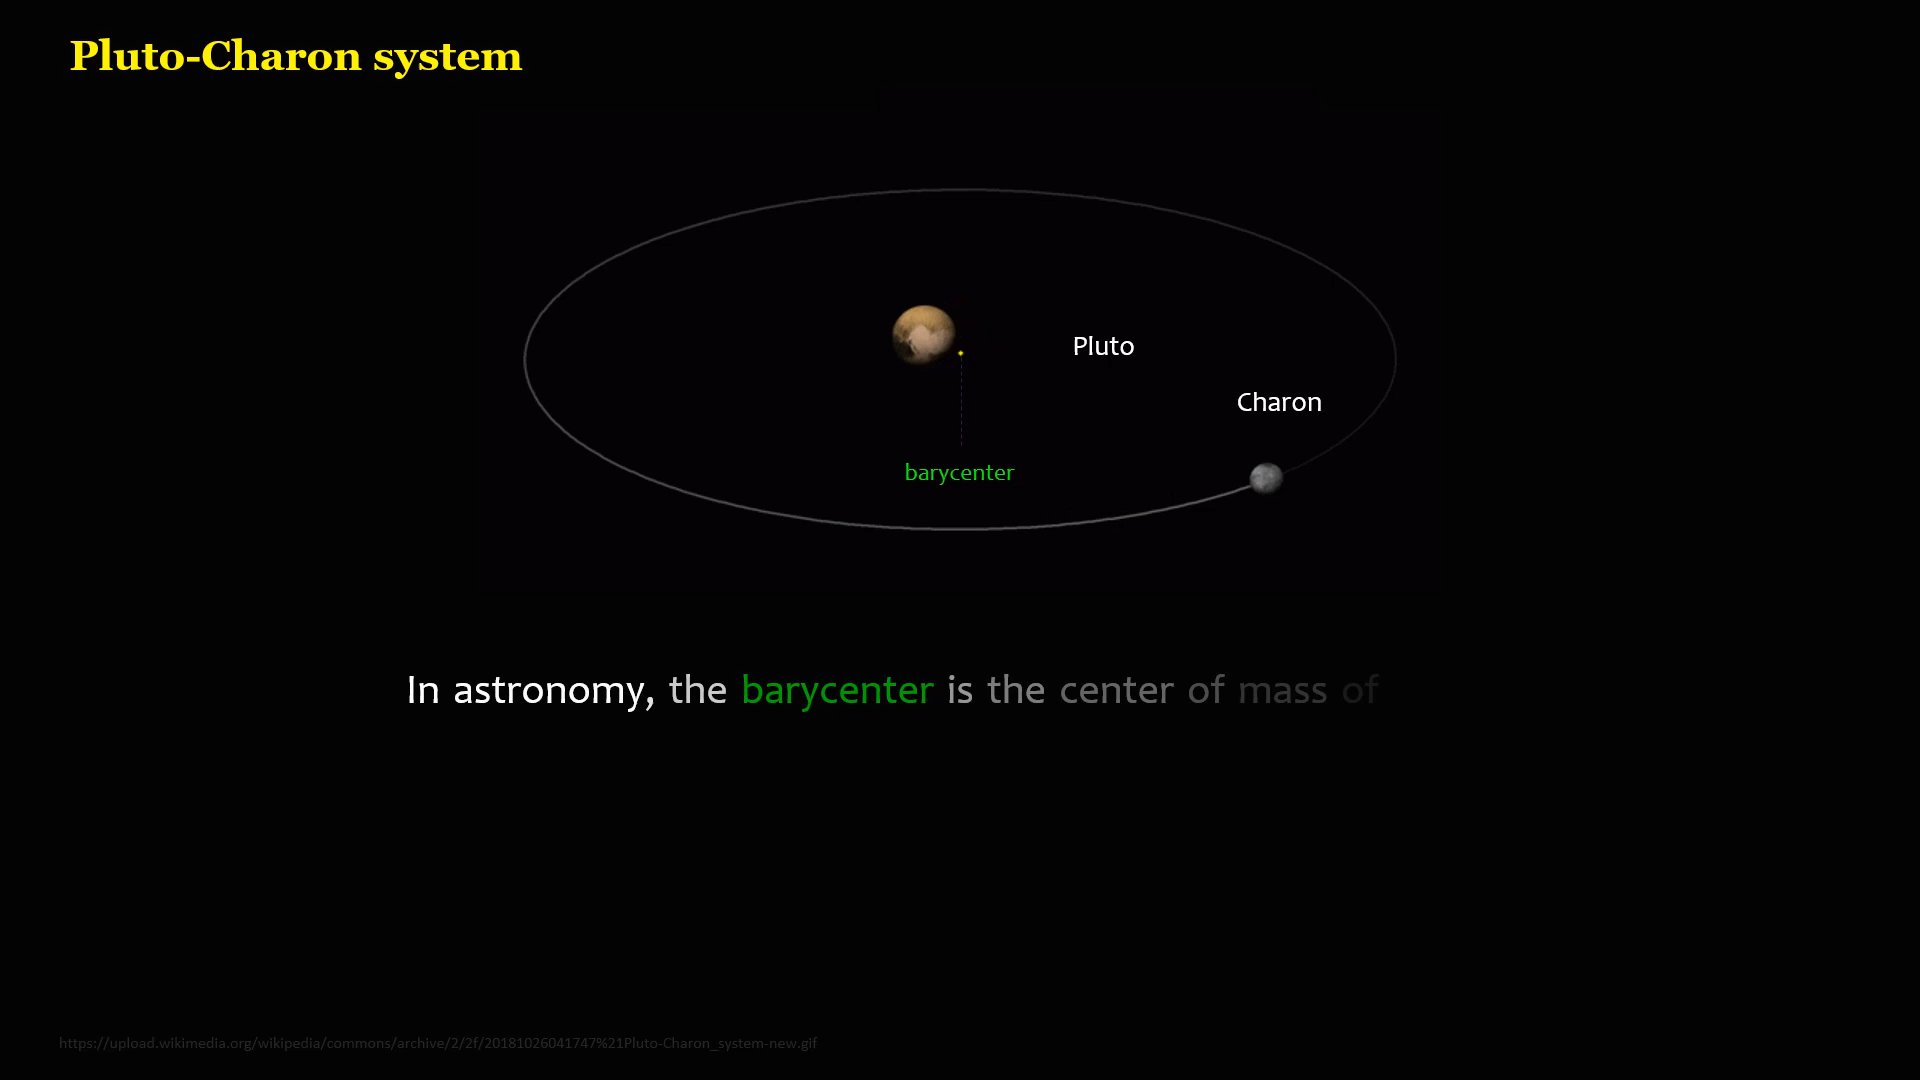 Pluto-Charon system
Pluto
Charon
barycenter
In astronomy, the barycenter is the center of mass of
https://upload.wikimedia.org/wikipedia/commons/archive/2/2f/20181026041747%21Pluto-Charon_system-new.gif